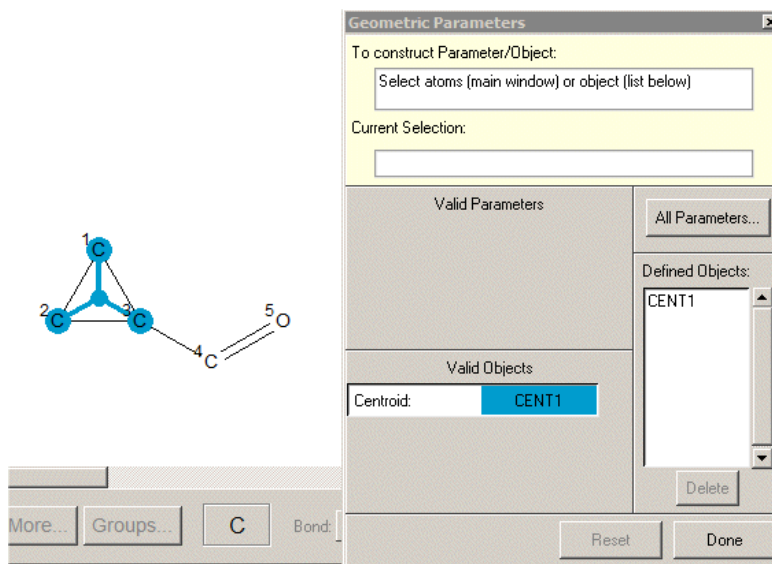 Geometric Parameters
To construct Parameter/Object:
Select atoms (main window) or object (list below)
Current Selection:
Valid Parameters
All Parameters...
Defined Objects:
CENT1
Valid Objects
Centroid: CENT1
Delete
Reset Done
1 C
2 C 3 C
4 C 5 O
More... Groups... C Bond: